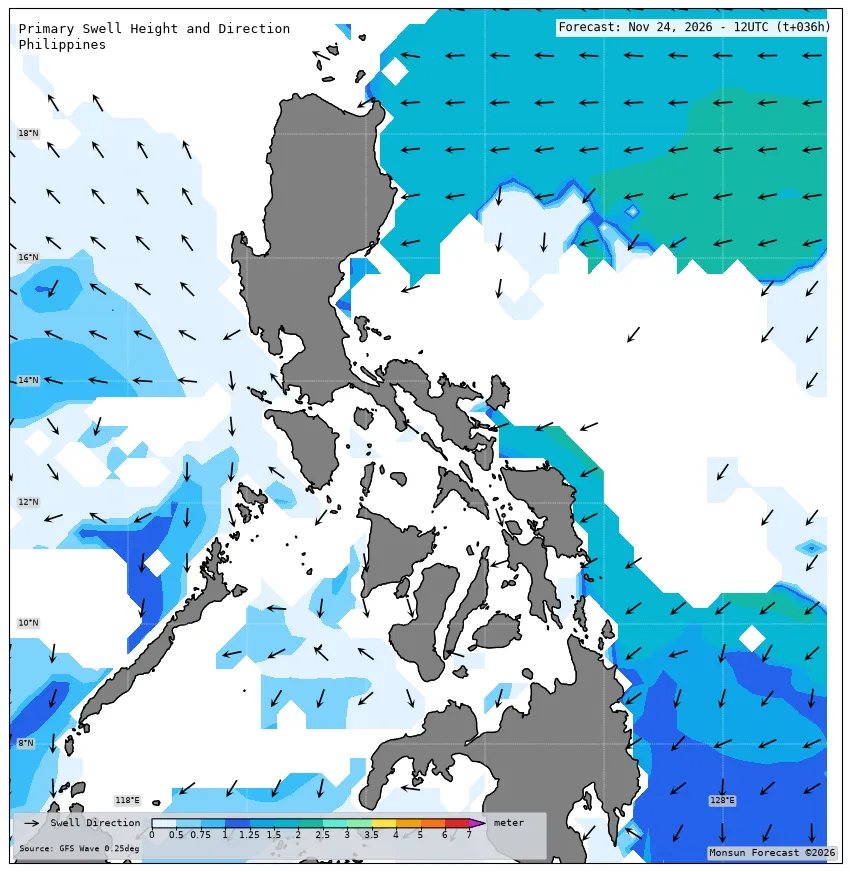 Primary Swell Height and Direction
Philippines
Forecast: Nov 24, 2026 - 12UTC (t+036h)
18°N
16°N
14°N
12°N
10°N
8°N
118°E
128°E
Swell Direction
0 0.5 0.75 1 1.25 1.5 2 2.5 3 3.5 4 5 6 7
meter
Source: GFS Wave 0.25deg
Monsun Forecast ©2026